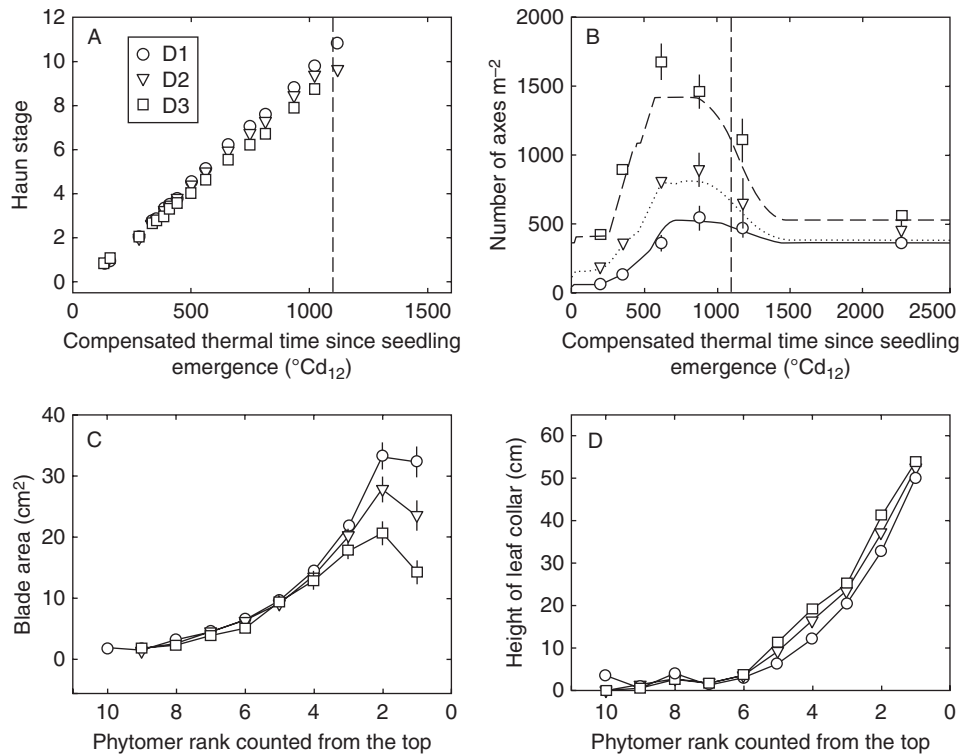 12
10
8
6
4
2
0
Haun stage
A
D1
D2
D3
0
500
1000
1500
Compensated thermal time since seedling
emergence (°Cd12)
2000
1500
1000
500
0
Number of axes m–2
B
0
500
1000
1500
2000
2500
Compensated thermal time since seedling
emergence (°Cd12)
40
30
20
10
0
Blade area (cm2)
C
10
8
6
4
2
0
Phytomer rank counted from the top
60
50
40
30
20
10
0
Height of leaf collar (cm)
D
10
8
6
4
2
0
Phytomer rank counted from the top